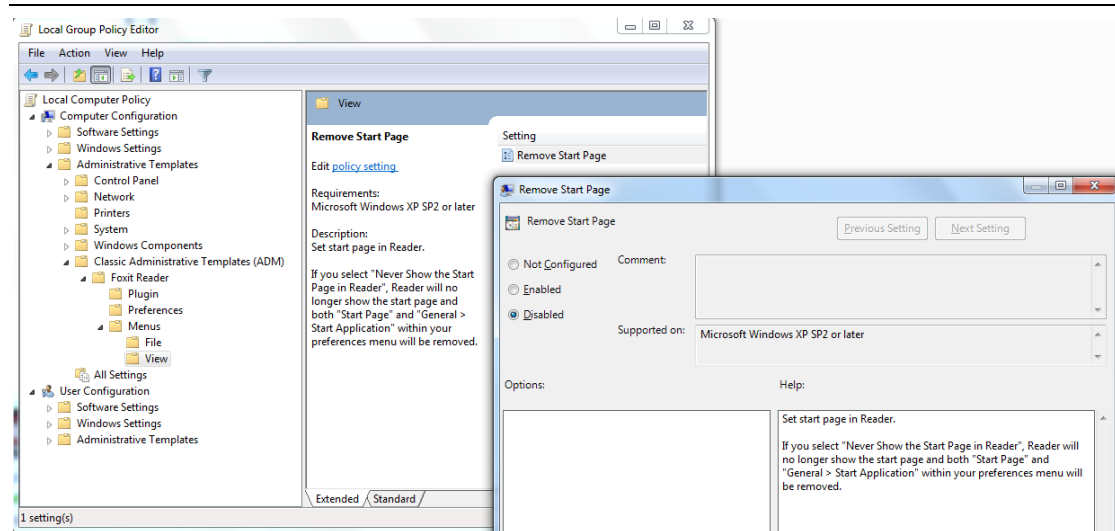 Local Group Policy Editor
File Action View Help
Local Computer Policy
Computer Configuration
Software Settings
Windows Settings
Administrative Templates
Control Panel
Network
Printers
System
Windows Components
Classic Administrative Templates (ADM)
Foxit Reader
Plugin
Preferences
Menus
File
View
All Settings
User Configuration
Software Settings
Windows Settings
Administrative Templates
View
Remove Start Page
Edit policy setting
Requirements:
Microsoft Windows XP SP2 or later
Description:
Set start page in Reader.
If you select "Never Show the Start
Page in Reader", Reader will no
longer show the start page and
both "Start Page" and "General >
Start Application" within your
preferences menu will be removed.
Setting
Remove Start Page
Extended
Standard
1 setting(s)
Remove Start Page
Remove Start Page
Previous Setting
Next Setting
Not Configured
Enabled
Disabled
Comment:
Supported on:
Microsoft Windows XP SP2 or later
Options:
Help:
Set start page in Reader.
If you select "Never Show the Start Page in Reader", Reader will
no longer show the start page and both "Start Page" and
"General > Start Application" within your preferences menu will
be removed.